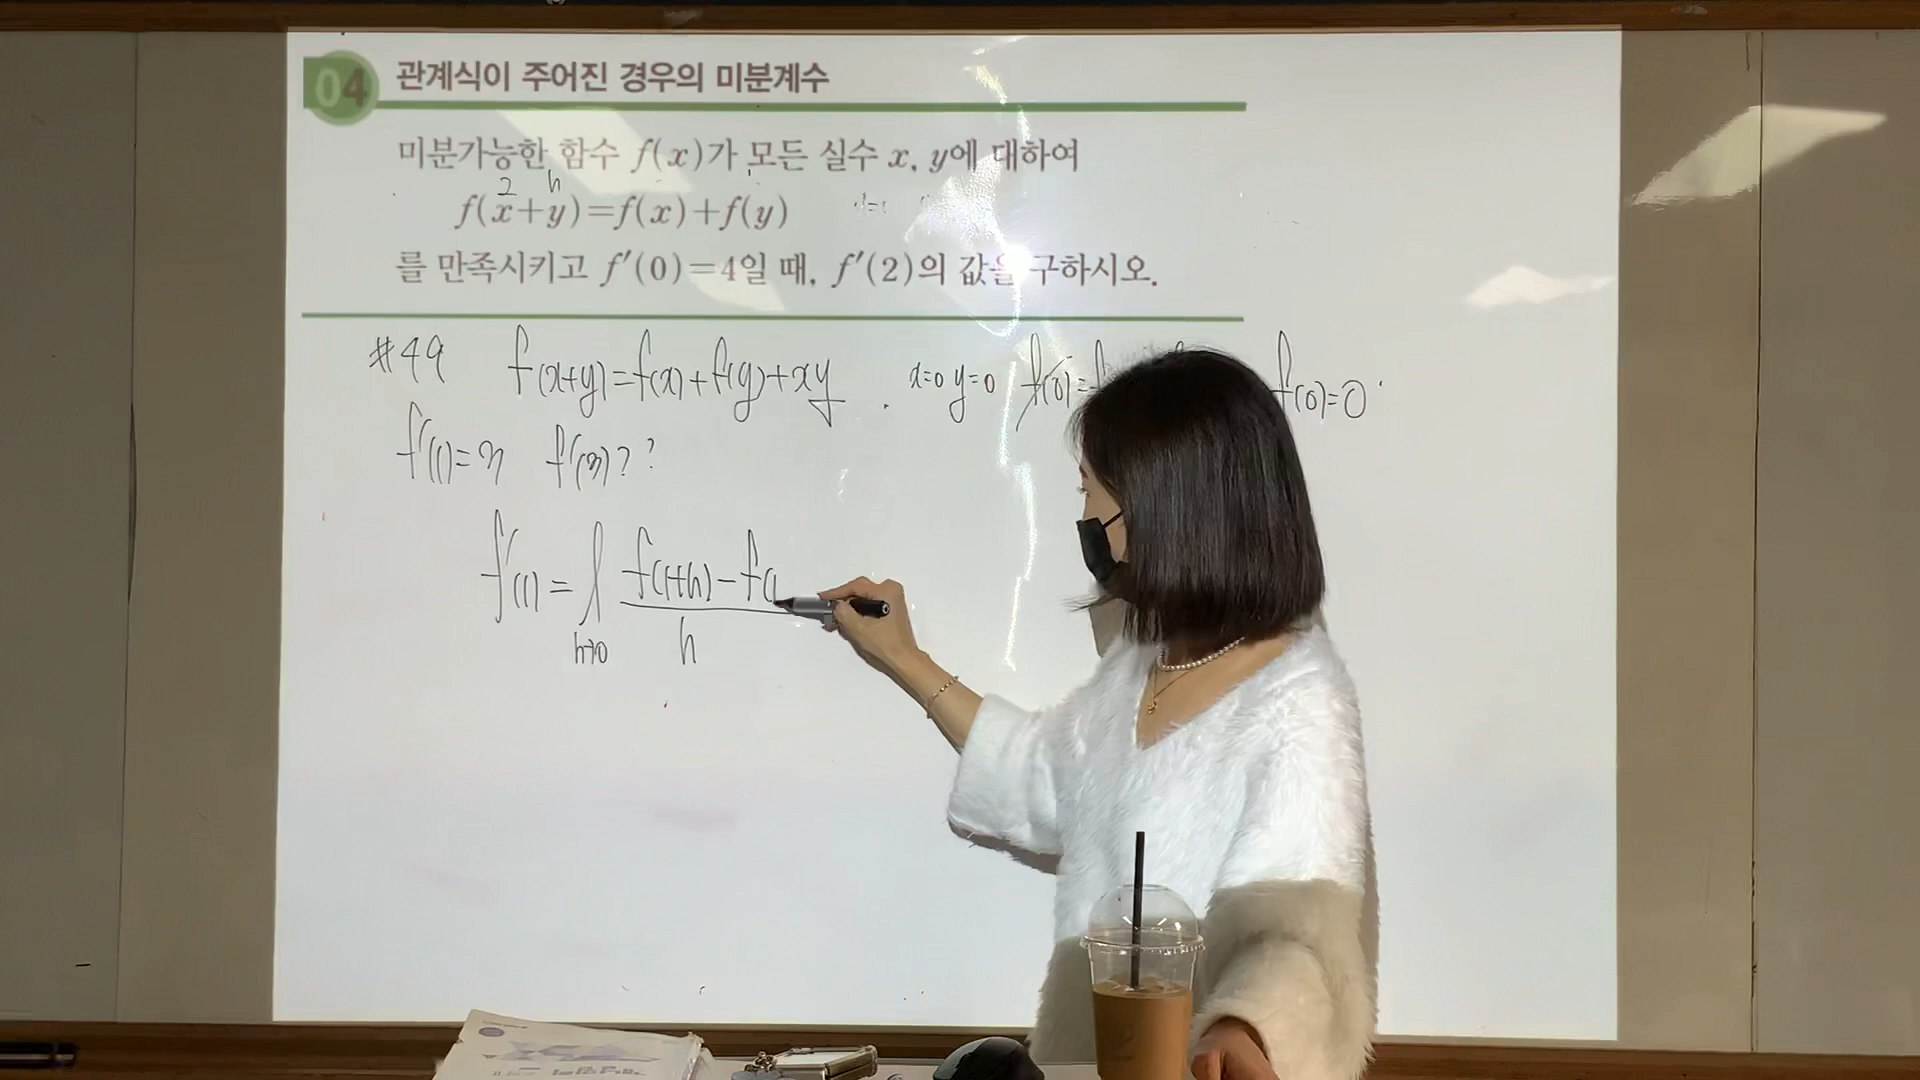 04 관계식이 주어진 경우의 미분계수
미분가능한 함수 f(x)가 모든 실수 x, y에 대하여
2 h
f(x+y)=f(x)+f(y)
를 만족시키고 f′(0)=4일 때, f′(2)의 값을 구하시오.
#49 f(x+y)=f(x)+f(y)+xy . x=0 y=0 f(0)= f(0)=0
f′(1)= f′( )??
f′(1) = l f(1+h)-f(1
h→0 h